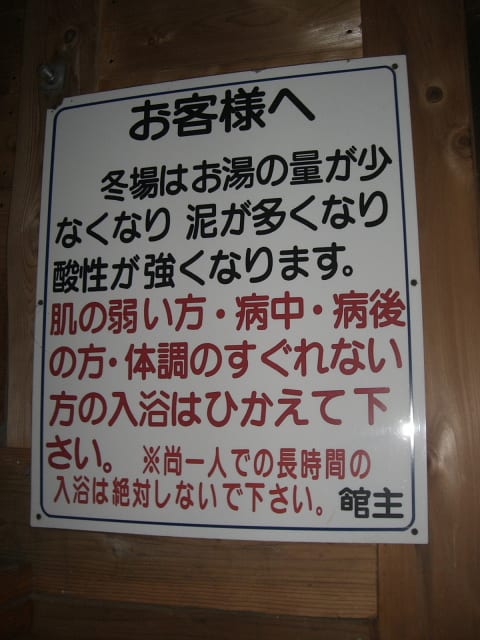 お客様へ
冬場はお湯の量が少
なくなり 泥が多くなり
酸性が強くなります。
肌の弱い方・病中・病後
の方・体調のすぐれない
方の入浴はひかえて下
さい。 ※尚一人での長時間の
入浴は絶対しないで下さい。 館主